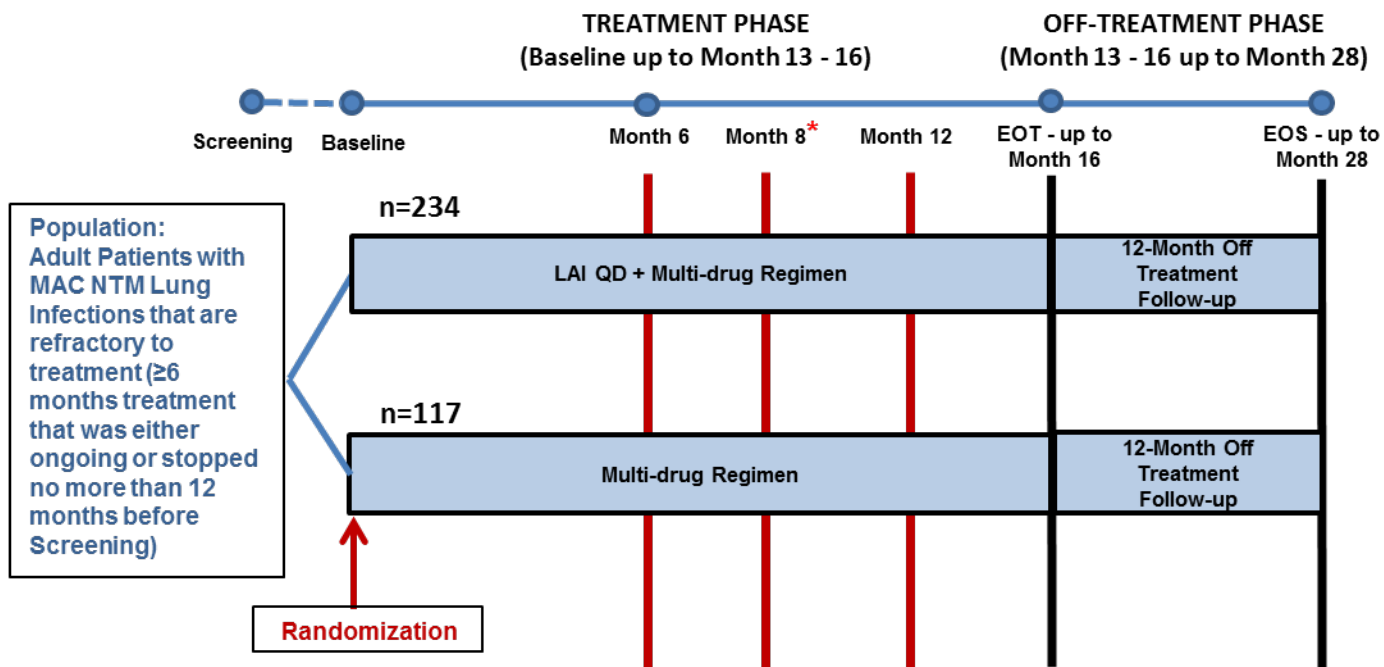 TREATMENT PHASE
(Baseline up to Month 13 - 16)
OFF-TREATMENT PHASE
(Month 13 - 16 up to Month 28)
Screening
Baseline
Month 6
Month 8*
Month 12
EOT - up to
Month 16
EOS - up to
Month 28
Population:
Adult Patients with
MAC NTM Lung
Infections that are
refractory to
treatment (≥6
months treatment
that was either
ongoing or stopped
no more than 12
months before
Screening)
n=234
LAI QD + Multi-drug Regimen
12-Month Off
Treatment
Follow-up
n=117
Multi-drug Regimen
12-Month Off
Treatment
Follow-up
Randomization